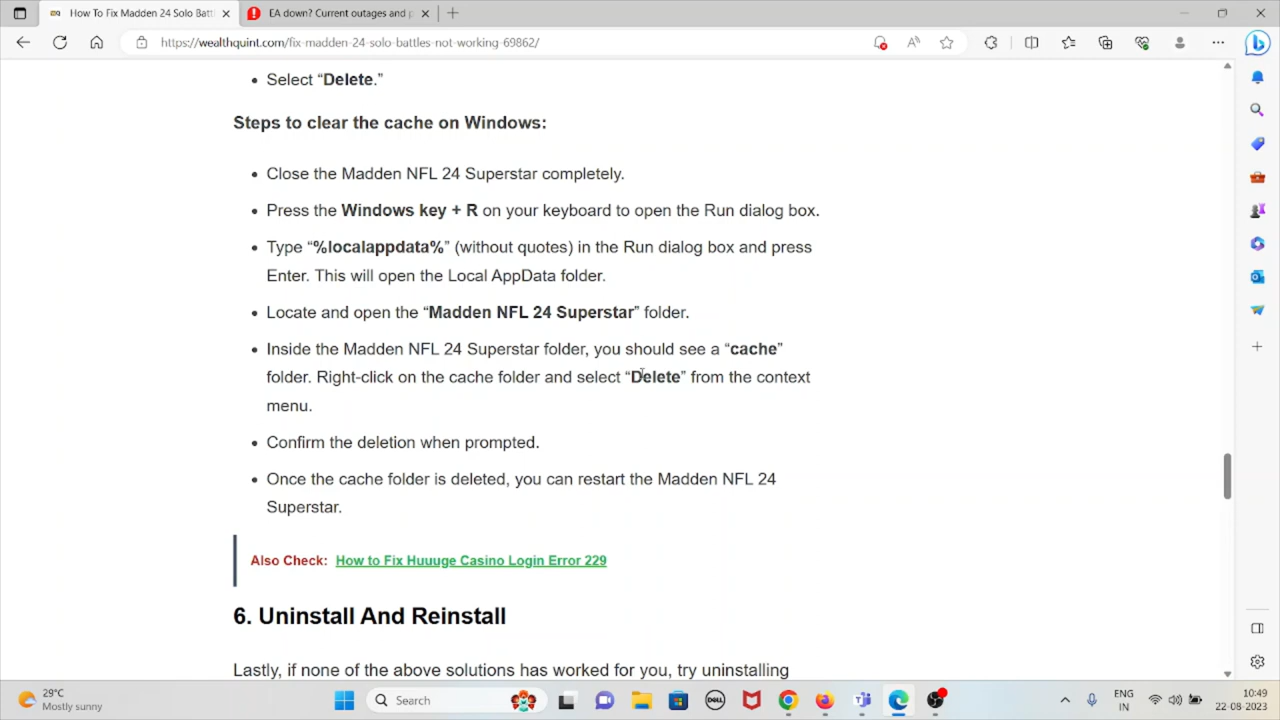 How To Fix Madden 24 Solo Battl
EA down? Current outages and p
https://wealthquint.com/fix-madden-24-solo-battles-not-working-69862/
• Select “Delete.”
Steps to clear the cache on Windows:
• Close the Madden NFL 24 Superstar completely.
• Press the Windows key + R on your keyboard to open the Run dialog box.
• Type “%localappdata%” (without quotes) in the Run dialog box and press
Enter. This will open the Local AppData folder.
• Locate and open the “Madden NFL 24 Superstar” folder.
• Inside the Madden NFL 24 Superstar folder, you should see a “cache”
folder. Right-click on the cache folder and select “Delete” from the context
menu.
• Confirm the deletion when prompted.
• Once the cache folder is deleted, you can restart the Madden NFL 24
Superstar.
Also Check: How to Fix Huuuge Casino Login Error 229
6. Uninstall And Reinstall
Lastly, if none of the above solutions has worked for you, try uninstalling
29°C
Mostly sunny
Search
DELL
ENG
IN
10:49
22-08-2023